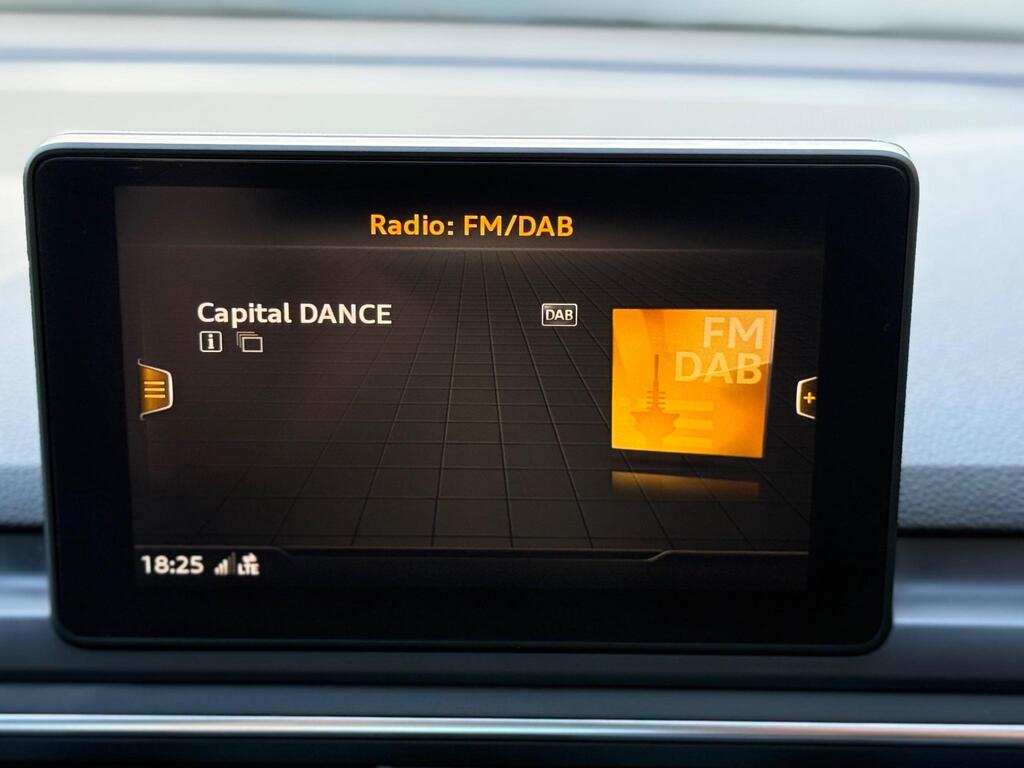 Radio: FM/DAB
Capital DANCE
DAB
i
FM
DAB
+
18:25
LTE